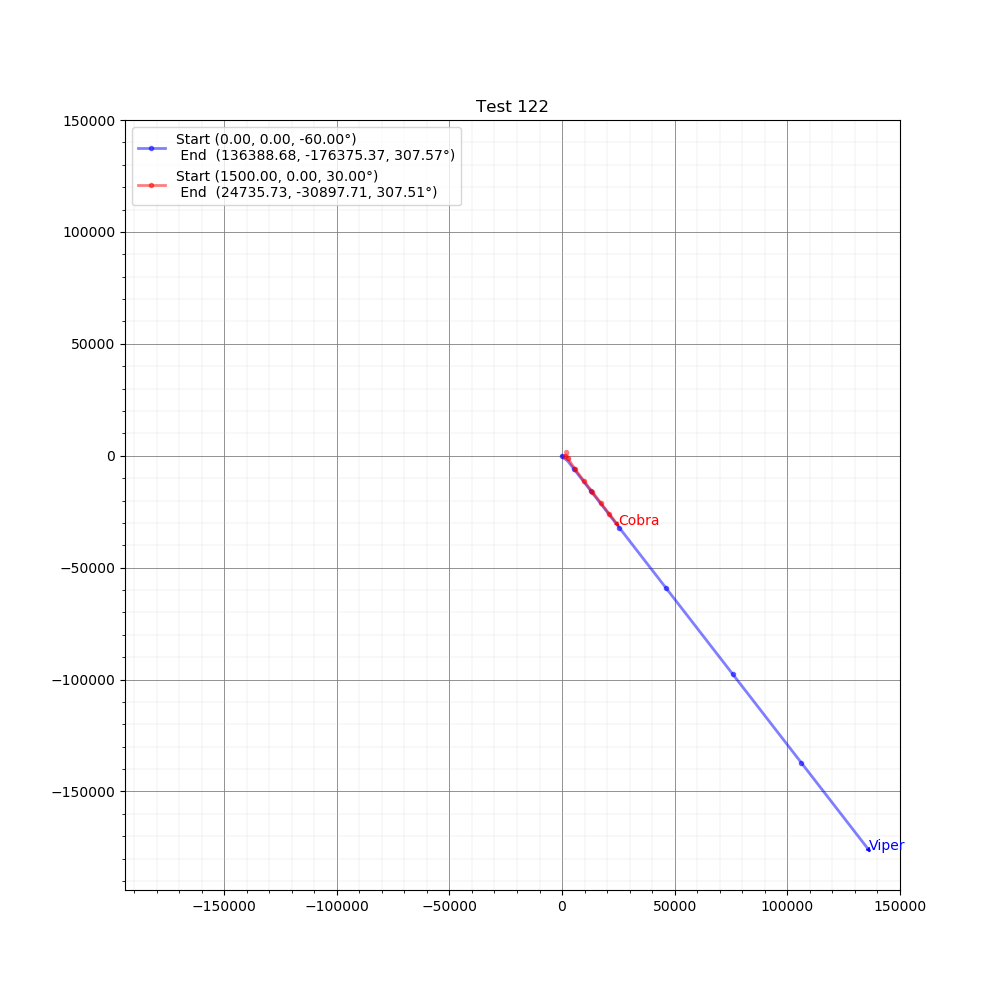 Test 122
Start (0.00, 0.00, -60.00°)
End (136388.68, -176375.37, 307.57°)
Start (1500.00, 0.00, 30.00°)
End (24735.73, -30897.71, 307.51°)
150000
100000
50000
0
−50000
−100000
−150000
Cobra
Viper
−150000 −100000 −50000 0 50000 100000 150000